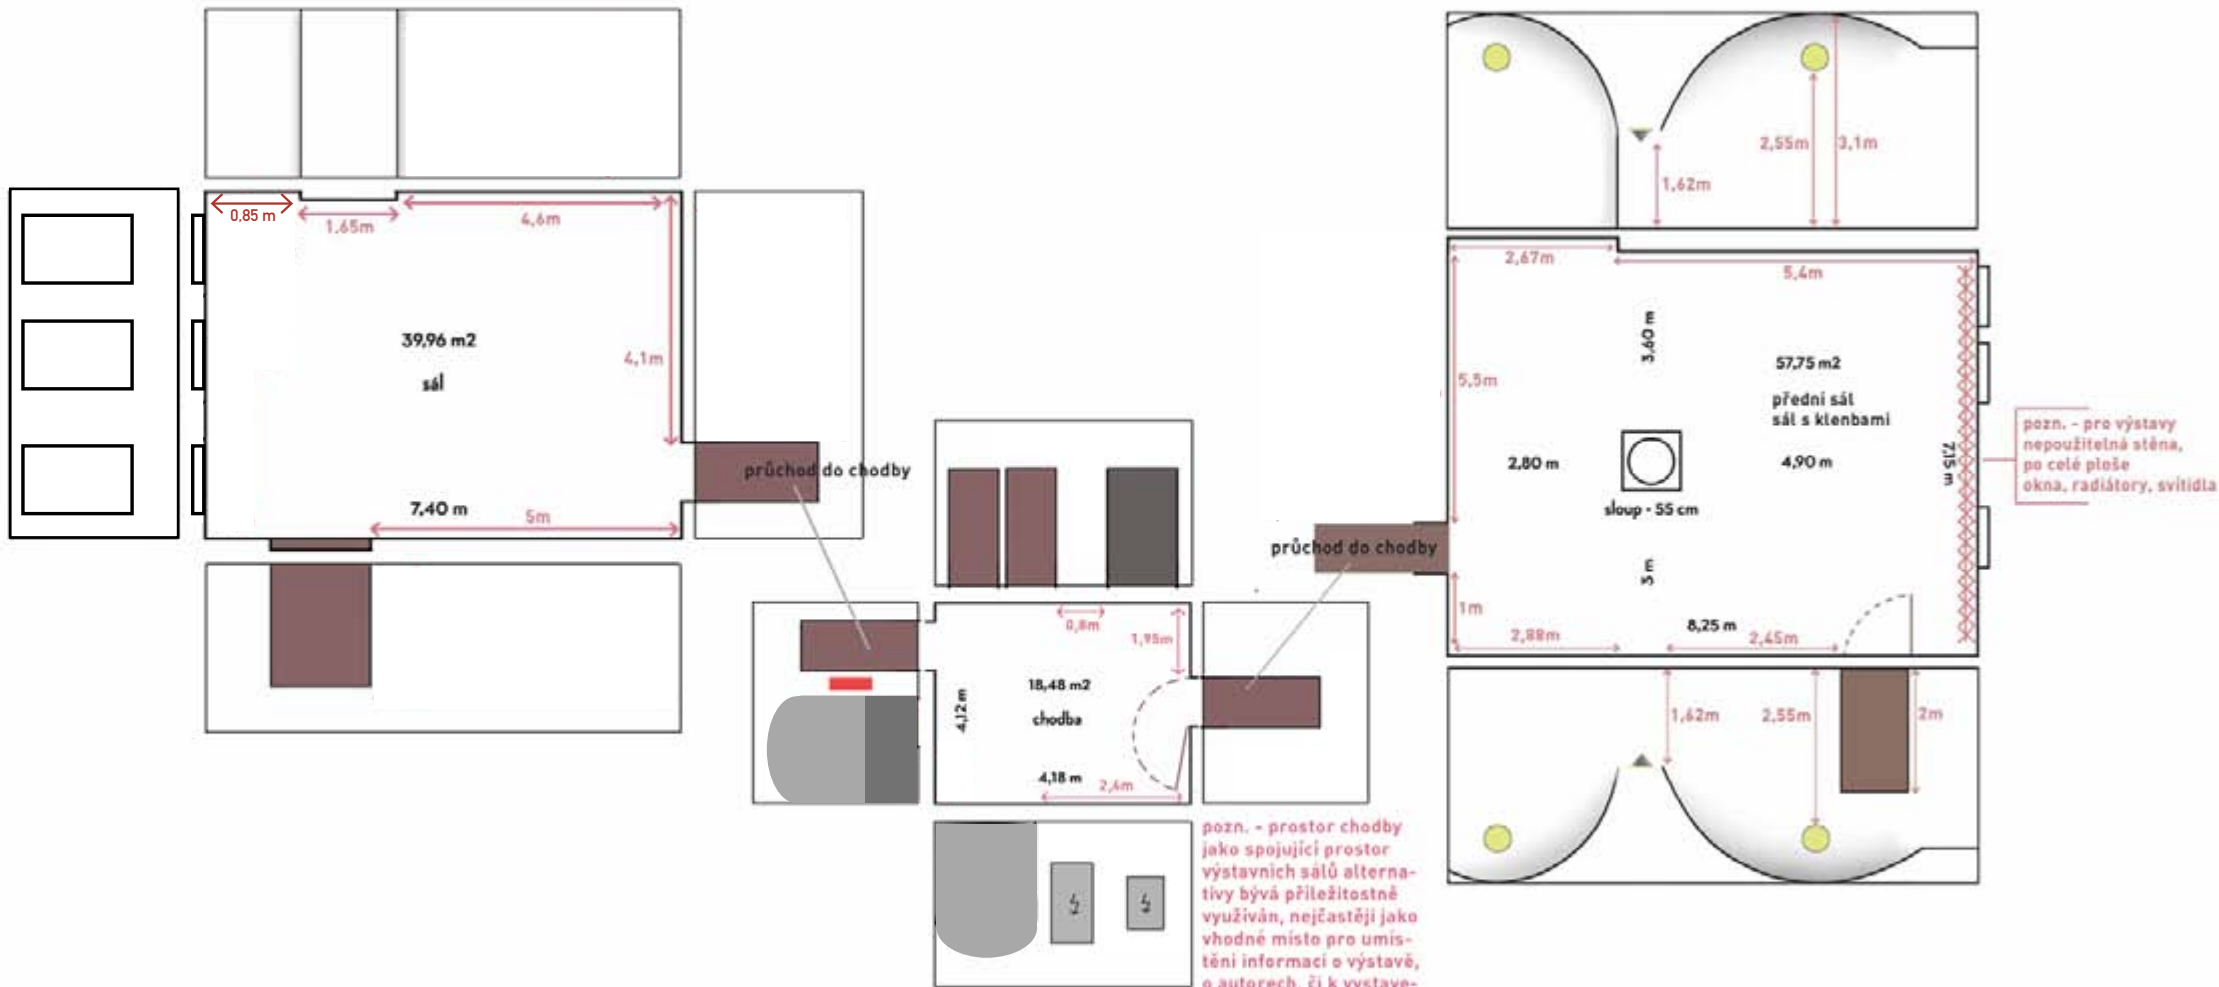 0,85 m
1,65m
4,6m
39,96 m2
sál
4,1m
průchod do chodby
7,40 m
5m
0,8m
1,95m
18,48 m2
chodba
4,12 m
4,18 m
2,4m
pozn. - prostor chodby
jako spojující prostor
výstavních sálů alterna-
tivy bývá příležitostně
využíván, nejčastěji jako
vhodné místo pro umís-
tění informací o výstavě,
o autorech, či k vystave-
2,55m
3,1m
1,62m
2,67m
5,4m
3,60 m
57,75 m2
5,5m
přední sál
sál s klenbami
2,80 m
4,90 m
7,15 m
sloup - 55 cm
průchod do chodby
3 m
1m
8,25 m
2,88m
2,45m
pozn. - pro výstavy
nepoužitelná stěna,
po celé ploše
okna, radiátory, svítidla
1,62m
2,55m
2m